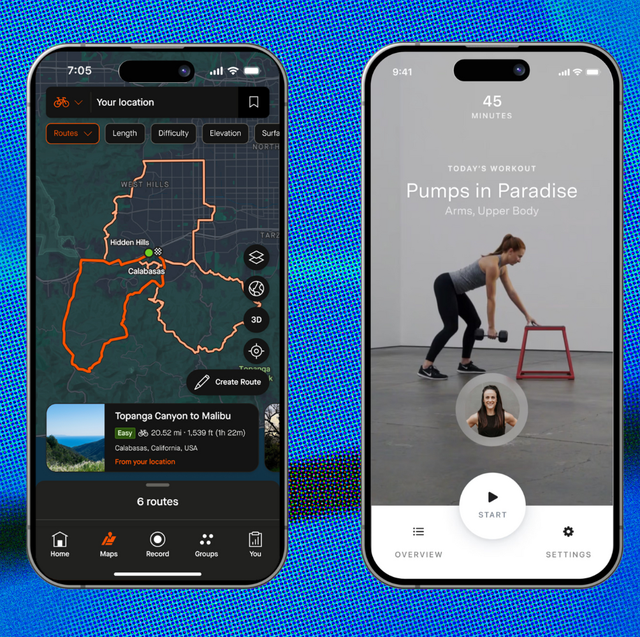 7:05
Your location
Routes
Length
Difficulty
Elevation
Surfa
NORTH
WEST HILLS
TARZ
Hidden Hills
Calabasas
3D
Topanga
Create Route
Topanga Canyon to Malibu
Easy 20.52 mi · 1,539 ft (1h 22m)
Calabasas, California, USA
From your location
6 routes
Home
Maps
Record
Groups
You
9:41
45
MINUTES
TODAY'S WORKOUT
Pumps in Paradise
Arms, Upper Body
START
OVERVIEW
SETTINGS